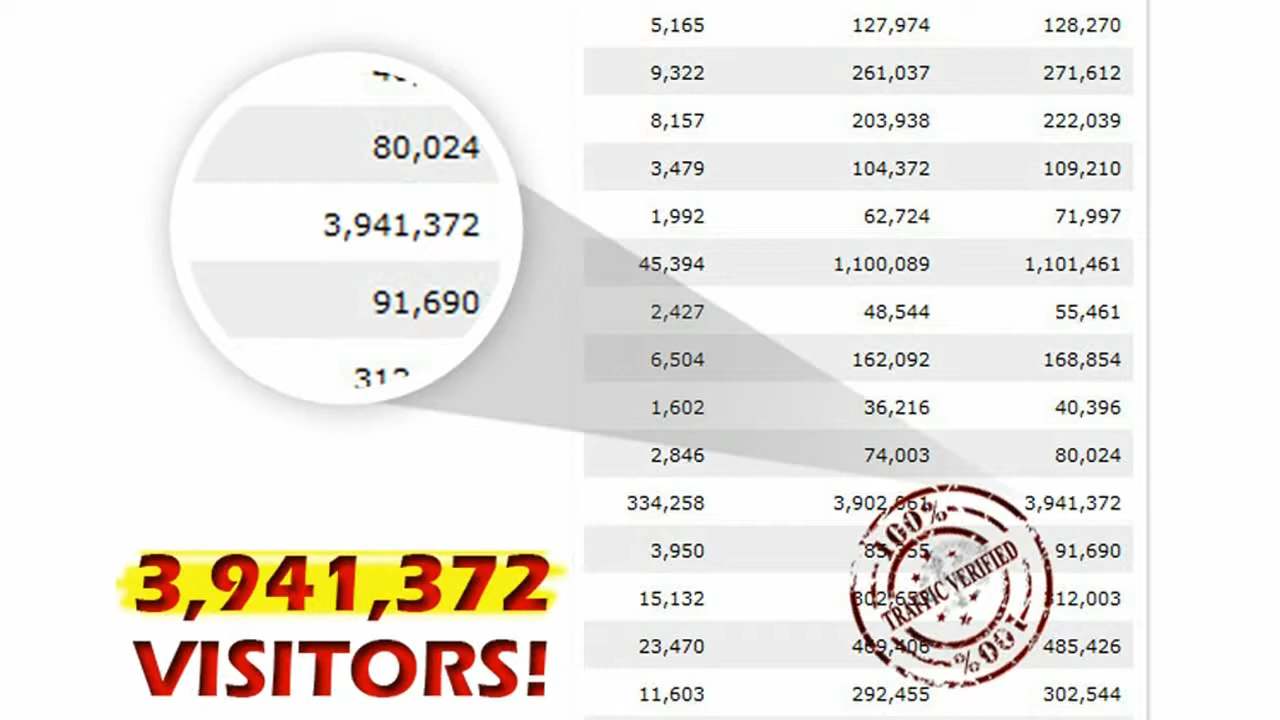 5,165 127,974 128,270
9,322 261,037 271,612
8,157 203,938 222,039
3,479 104,372 109,210
1,992 62,724 71,997
45,394 1,100,089 1,101,461
2,427 48,544 55,461
6,504 162,092 168,854
1,602 36,216 40,396
2,846 74,003 80,024
334,258 3,941,372
3,950 91,690
15,132
23,470 485,426
11,603 292,455 302,544
80,024
3,941,372
91,690
100%
TRAFFIC VERIFIED
100%
3,941,372
VISITORS!